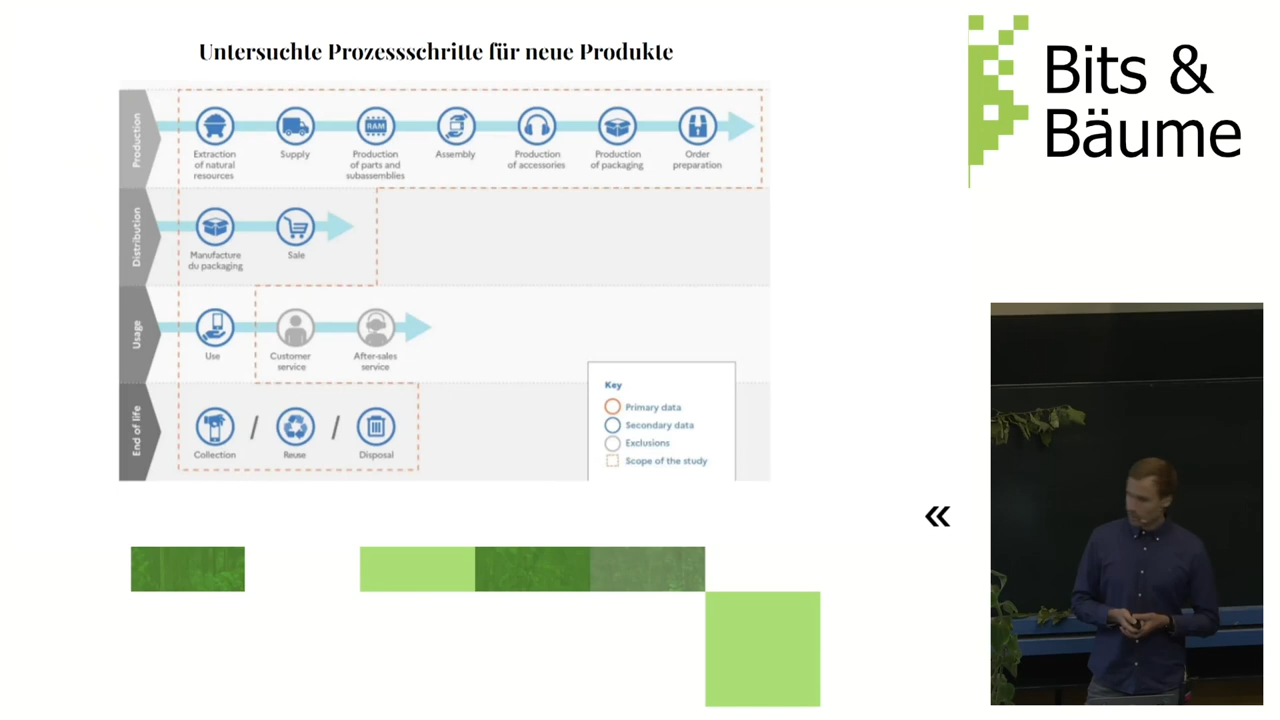 Untersuchte Prozessschritte für neue Produkte
Bits &
Bäume
Production
Extraction
of natural
resources
Supply
RAM
Production
of parts and
subassemblies
Assembly
Production
of accessories
Production
of packaging
Order
preparation
Distribution
Manufacture
du packaging
Sale
Usage
Use
Customer
service
After-sales
service
End of life
Collection
/
Reuse
/
Disposal
Key
Primary data
Secondary data
Exclusions
Scope of the study
«